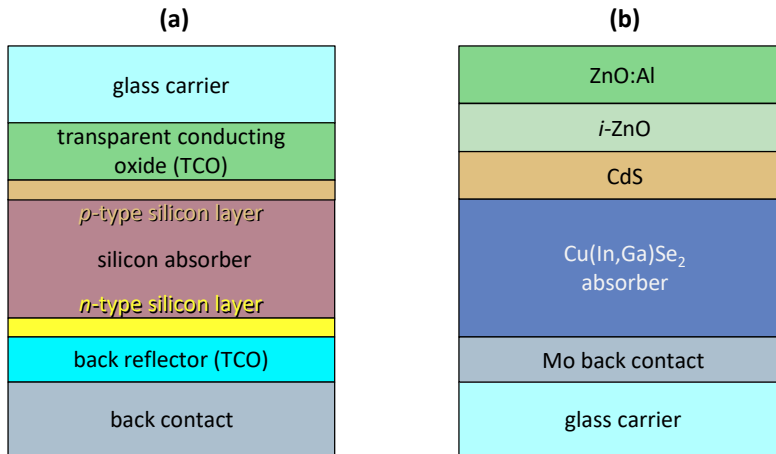 (a)
glass carrier
transparent conducting
oxide (TCO)
p-type silicon layer
silicon absorber
n-type silicon layer
back reflector (TCO)
back contact
(b)
ZnO:Al
i-ZnO
CdS
Cu(In,Ga)Se₂
absorber
Mo back contact
glass carrier